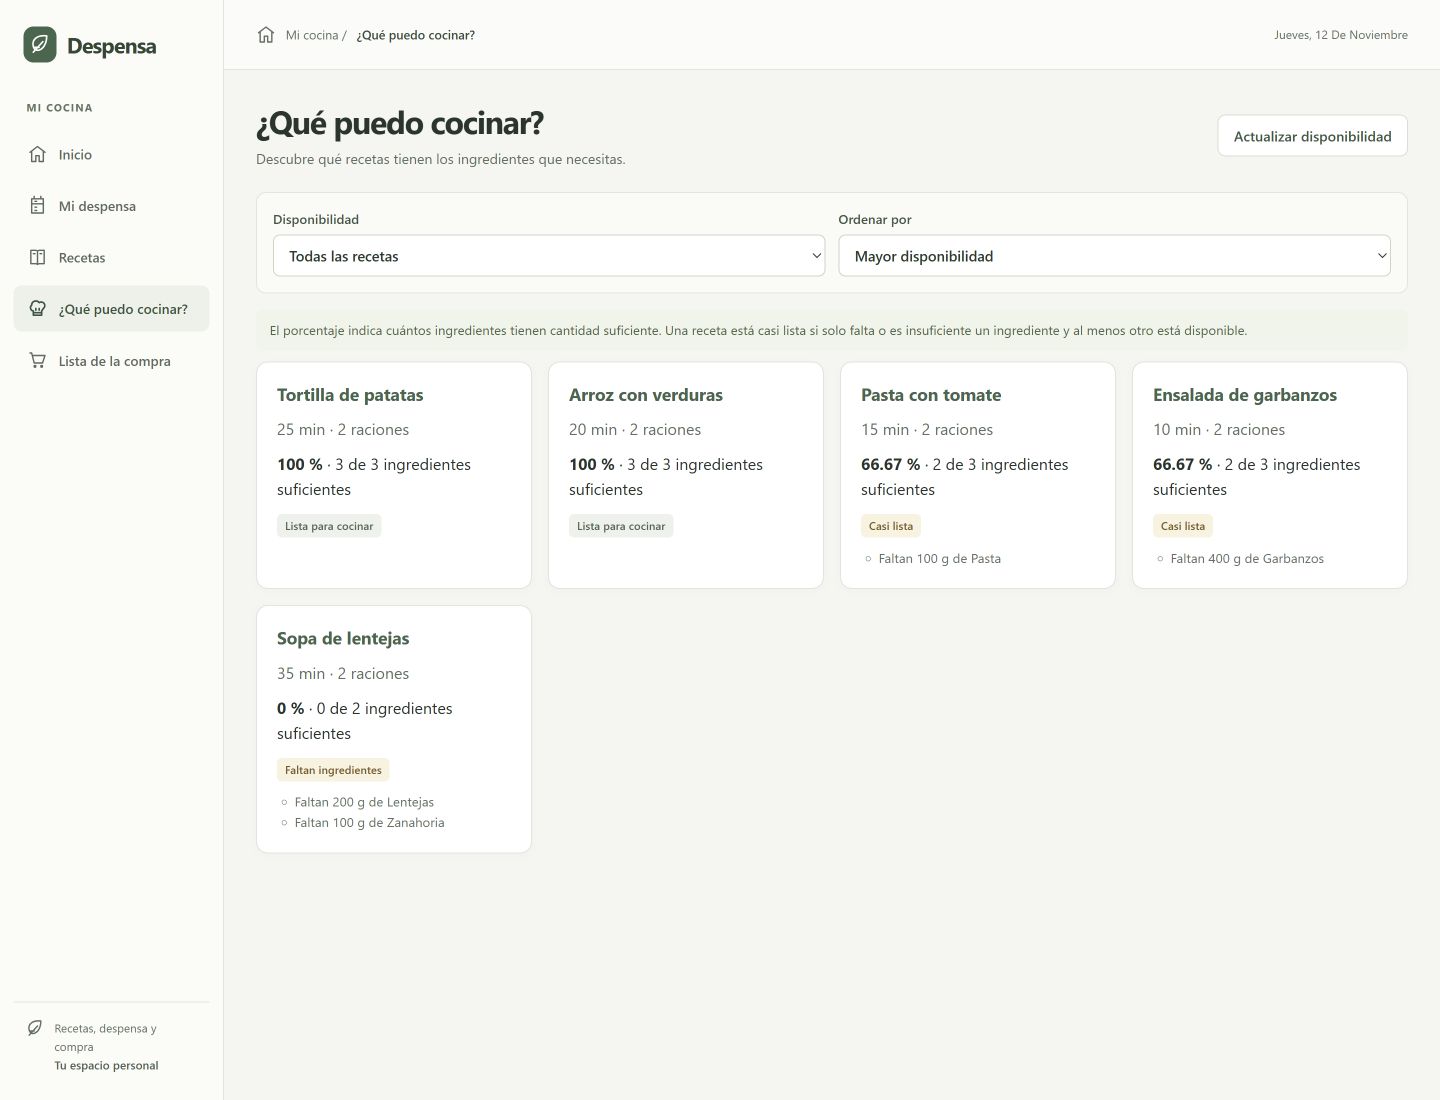 Despensa
MI COCINA
Inicio
Mi despensa
Recetas
¿Qué puedo cocinar?
Lista de la compra
Recetas, despensa y
compra
Tu espacio personal
Mi cocina / ¿Qué puedo cocinar?
Jueves, 12 De Noviembre
¿Qué puedo cocinar?
Descubre qué recetas tienen los ingredientes que necesitas.
Actualizar disponibilidad
Disponibilidad
Todas las recetas
Ordenar por
Mayor disponibilidad
El porcentaje indica cuántos ingredientes tienen cantidad suficiente. Una receta está casi lista si solo falta o es insuficiente un ingrediente y al menos otro está disponible.
Tortilla de patatas
25 min · 2 raciones
100 % · 3 de 3 ingredientes
suficientes
Lista para cocinar
Arroz con verduras
20 min · 2 raciones
100 % · 3 de 3 ingredientes
suficientes
Lista para cocinar
Pasta con tomate
15 min · 2 raciones
66.67 % · 2 de 3 ingredientes
suficientes
Casi lista
Faltan 100 g de Pasta
Ensalada de garbanzos
10 min · 2 raciones
66.67 % · 2 de 3 ingredientes
suficientes
Casi lista
Faltan 400 g de Garbanzos
Sopa de lentejas
35 min · 2 raciones
0 % · 0 de 2 ingredientes
suficientes
Faltan ingredientes
Faltan 200 g de Lentejas
Faltan 100 g de Zanahoria